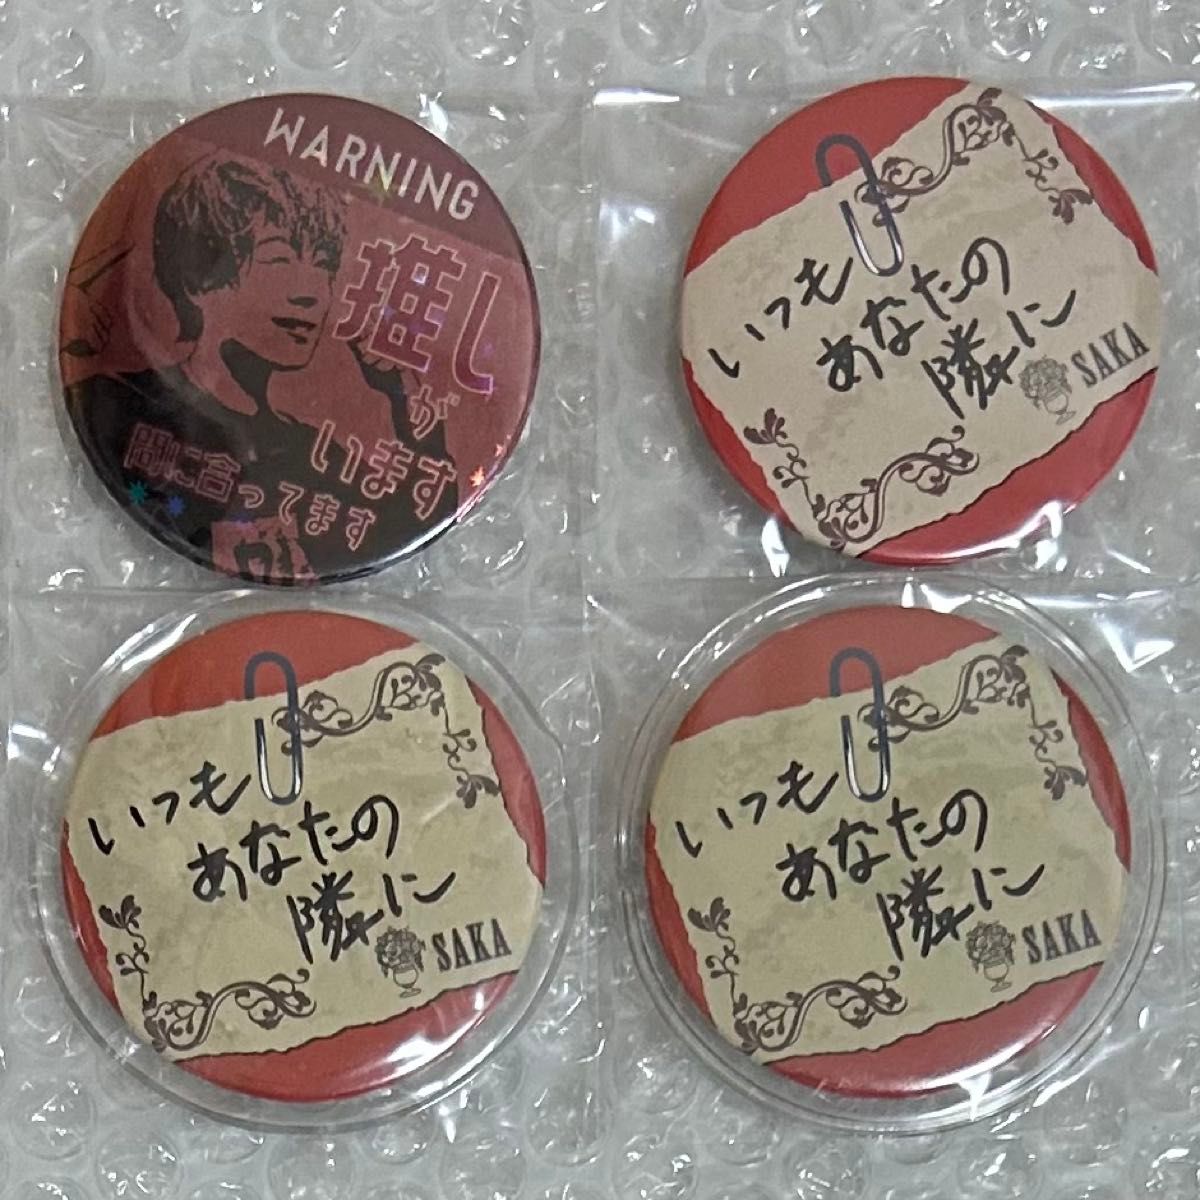 WARNING
推し
が
います
間に合ってます
いつも
あなたの
隣に
SAKA
いつも
あなたの
隣に
SAKA
いつも
あなたの
隣に
SAKA